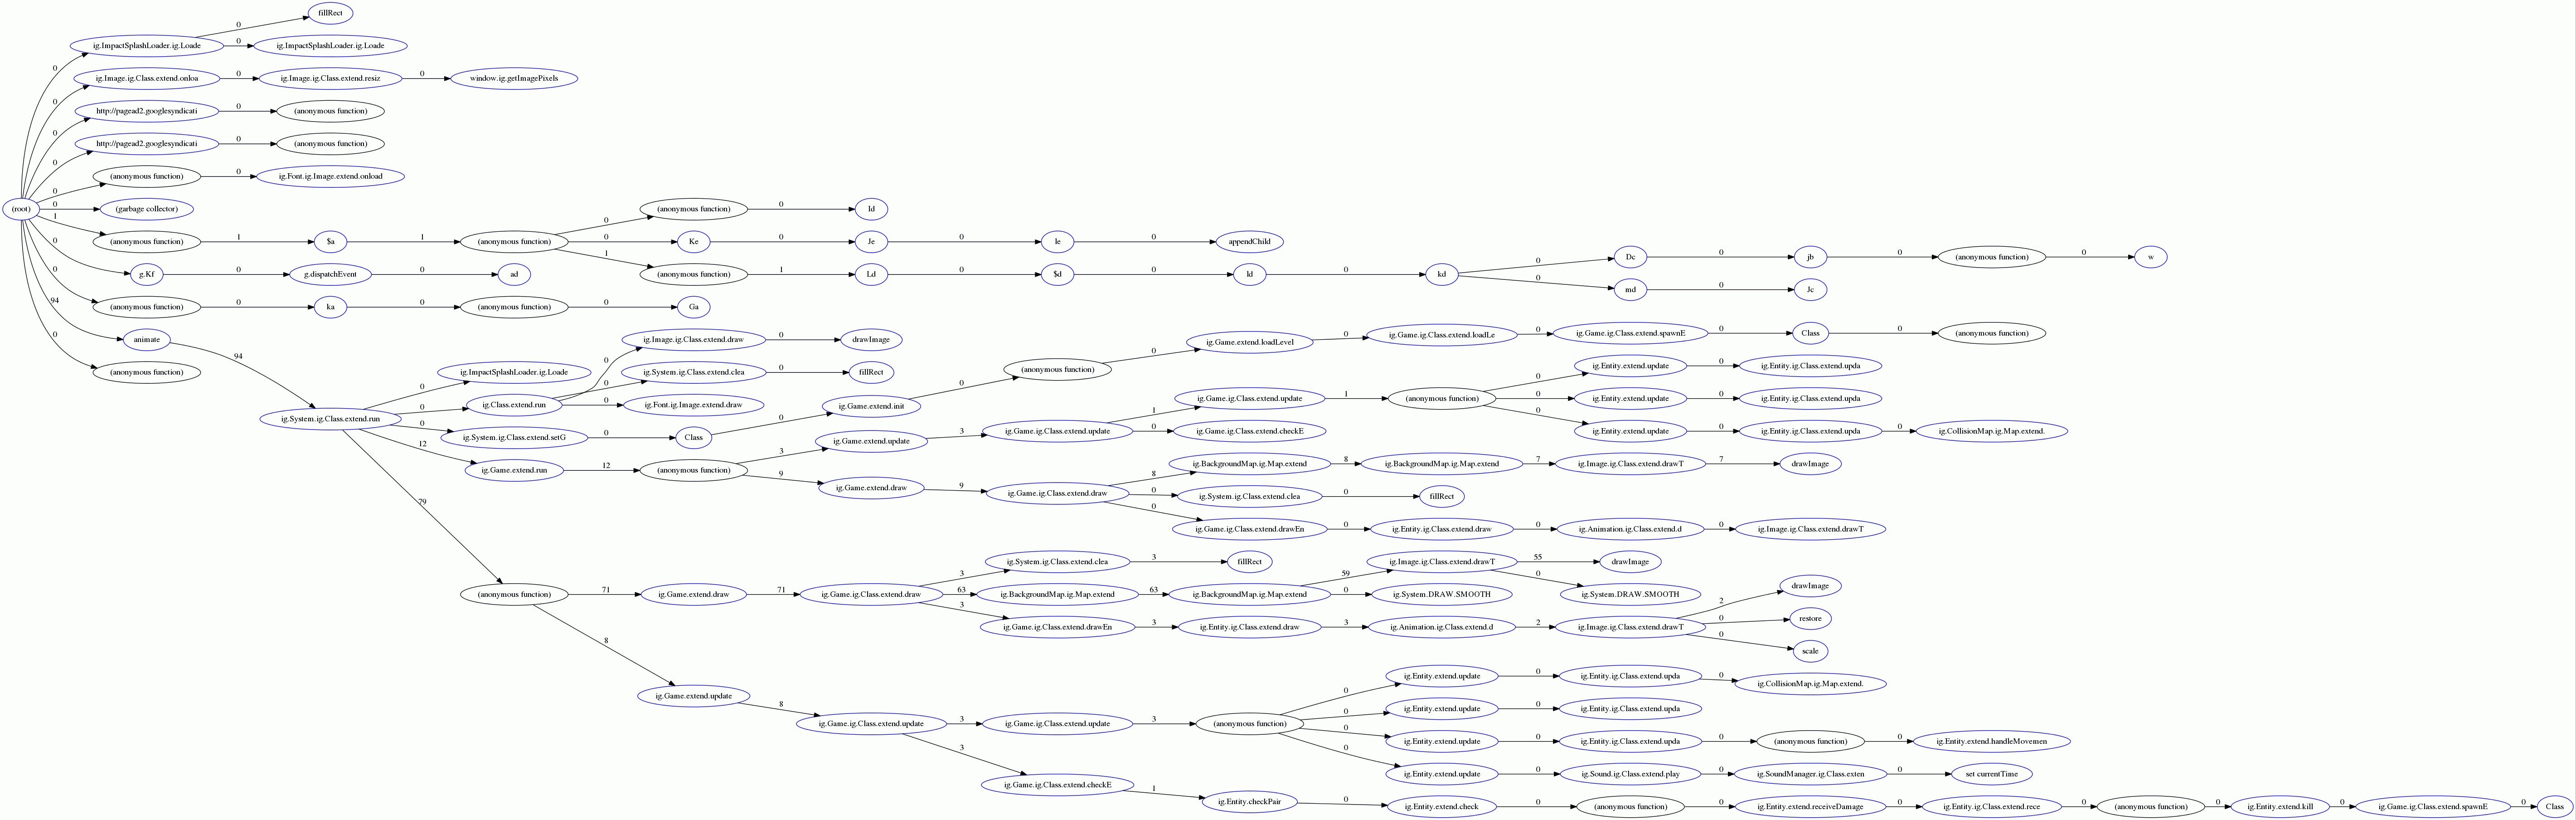 fillRect
0
ig.ImpactSplashLoader.ig.Loade
0
ig.ImpactSplashLoader.ig.Loade
0
ig.Image.ig.Class.extend.onloa
0
ig.Image.ig.Class.extend.resiz
0
window.ig.getImagePixels
0
http://pagead2.googlesyndicati
0
(anonymous function)
0
http://pagead2.googlesyndicati
0
(anonymous function)
0
(anonymous function)
0
ig.Font.ig.Image.extend.onload
0
(root)
0
(garbage collector)
(anonymous function)
0
Id
0
1
(anonymous function)
1
$a
1
(anonymous function)
0
Ke
0
Je
0
le
0
appendChild
1
(anonymous function)
1
Ld
0
$d
0
Id
0
kd
0
Dc
0
jb
0
(anonymous function)
0
w
0
md
0
Jc
0
g.Kf
0
g.dispatchEvent
0
ad
0
(anonymous function)
0
ka
0
(anonymous function)
0
Ga
94
animate
94
0
(anonymous function)
ig.System.ig.Class.extend.run
0
ig.ImpactSplashLoader.ig.Loade
0
ig.Class.extend.run
0
ig.Image.ig.Class.extend.draw
0
drawImage
0
ig.System.ig.Class.extend.clea
0
fillRect
0
ig.Font.ig.Image.extend.draw
0
ig.System.ig.Class.extend.setG
0
Class
0
ig.Game.extend.init
0
(anonymous function)
0
ig.Game.extend.loadLevel
0
ig.Game.ig.Class.extend.loadLe
0
ig.Game.ig.Class.extend.spawnE
0
Class
0
(anonymous function)
12
ig.Game.extend.run
12
(anonymous function)
3
ig.Game.extend.update
3
ig.Game.ig.Class.extend.update
1
ig.Game.ig.Class.extend.update
1
(anonymous function)
0
ig.Entity.extend.update
0
ig.Entity.ig.Class.extend.upda
0
ig.Entity.extend.update
0
ig.Entity.ig.Class.extend.upda
0
ig.Entity.extend.update
0
ig.Entity.ig.Class.extend.upda
0
ig.CollisionMap.ig.Map.extend.
0
ig.Game.ig.Class.extend.checkE
9
ig.Game.extend.draw
9
ig.Game.ig.Class.extend.draw
8
ig.BackgroundMap.ig.Map.extend
8
ig.BackgroundMap.ig.Map.extend
7
ig.Image.ig.Class.extend.drawT
7
drawImage
0
ig.System.ig.Class.extend.clea
0
fillRect
0
ig.Game.ig.Class.extend.drawEn
0
ig.Entity.ig.Class.extend.draw
0
ig.Animation.ig.Class.extend.d
0
ig.Image.ig.Class.extend.drawT
79
(anonymous function)
71
ig.Game.extend.draw
71
ig.Game.ig.Class.extend.draw
3
ig.System.ig.Class.extend.clea
3
fillRect
63
ig.BackgroundMap.ig.Map.extend
63
ig.BackgroundMap.ig.Map.extend
59
ig.Image.ig.Class.extend.drawT
55
drawImage
0
ig.System.DRAW.SMOOTH
0
ig.System.DRAW.SMOOTH
3
ig.Game.ig.Class.extend.drawEn
3
ig.Entity.ig.Class.extend.draw
3
ig.Animation.ig.Class.extend.d
2
ig.Image.ig.Class.extend.drawT
2
drawImage
0
restore
0
scale
8
ig.Game.extend.update
8
ig.Game.ig.Class.extend.update
3
ig.Game.ig.Class.extend.update
3
(anonymous function)
0
ig.Entity.extend.update
0
ig.Entity.ig.Class.extend.upda
0
ig.CollisionMap.ig.Map.extend.
0
ig.Entity.extend.update
0
ig.Entity.ig.Class.extend.upda
0
ig.Entity.extend.update
0
ig.Entity.ig.Class.extend.upda
0
(anonymous function)
0
ig.Entity.extend.handleMovemen
0
ig.Entity.extend.update
0
ig.Sound.ig.Class.extend.play
0
ig.SoundManager.ig.Class.exten
0
set currentTime
3
ig.Game.ig.Class.extend.checkE
1
ig.Entity.checkPair
0
ig.Entity.extend.check
0
(anonymous function)
0
ig.Entity.extend.receiveDamage
0
ig.Entity.ig.Class.extend.rece
0
(anonymous function)
0
ig.Entity.extend.kill
0
ig.Game.ig.Class.extend.spawnE
0
Class